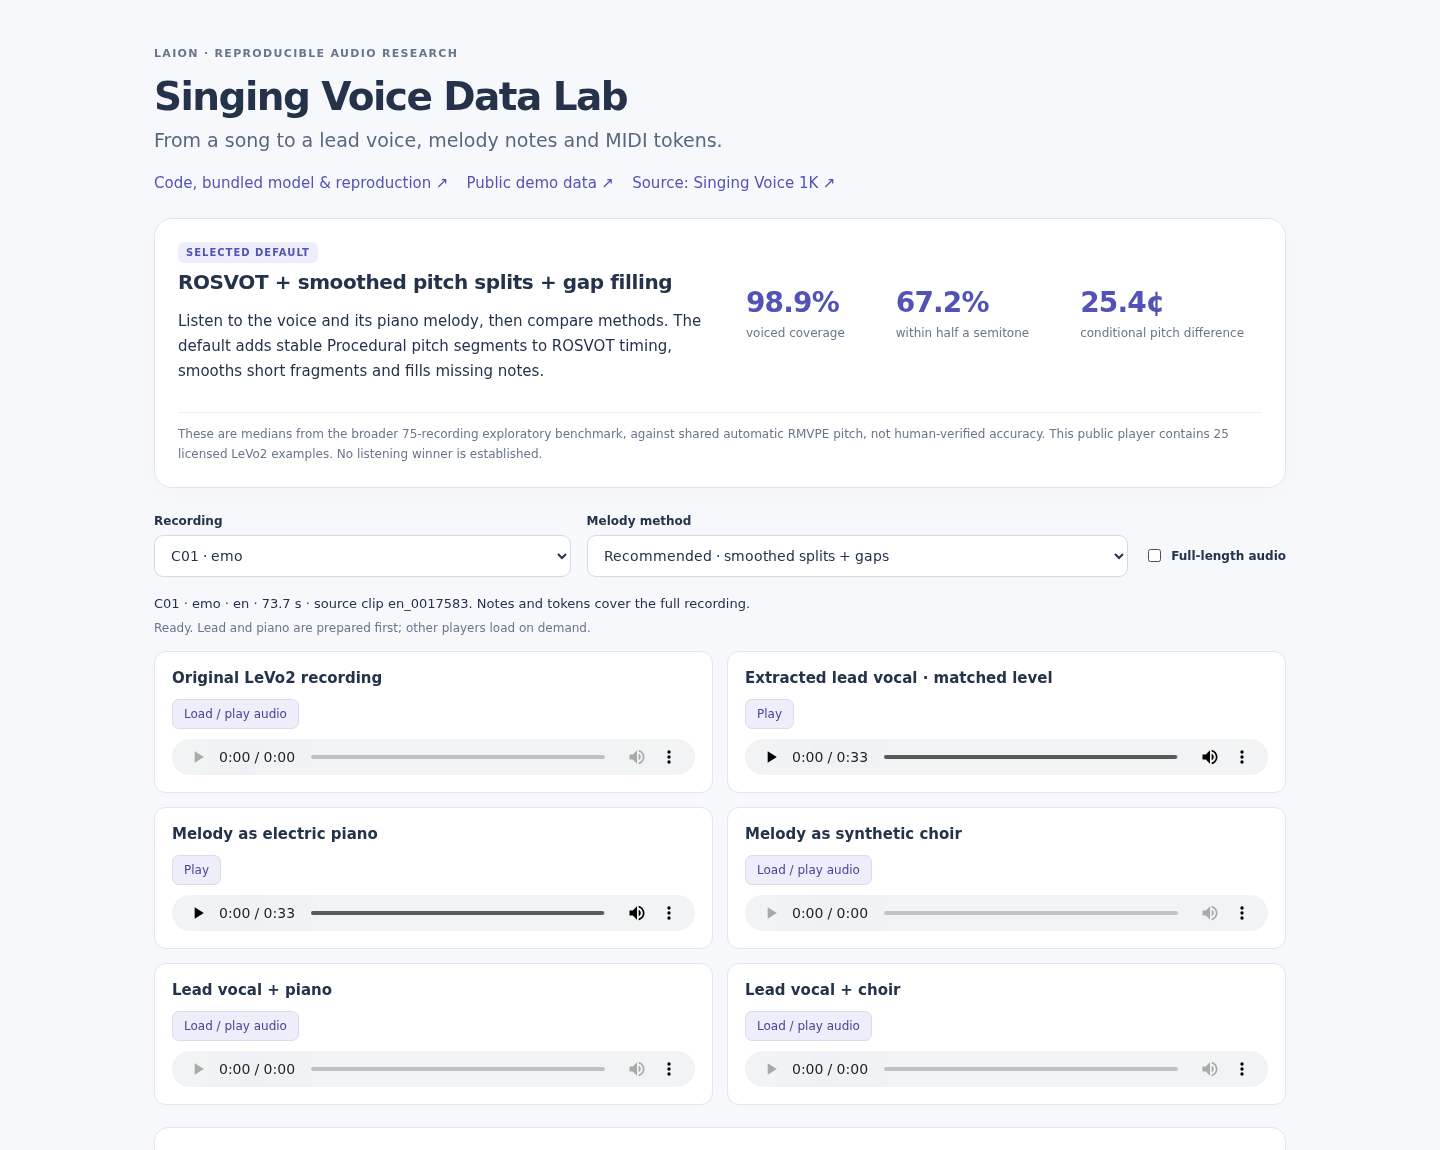 LAION · REPRODUCIBLE AUDIO RESEARCH
Singing Voice Data Lab
From a song to a lead voice, melody notes and MIDI tokens.
Code, bundled model & reproduction ↗ Public demo data ↗ Source: Singing Voice 1K ↗
SELECTED DEFAULT
ROSVOT + smoothed pitch splits + gap filling
Listen to the voice and its piano melody, then compare methods. The
default adds stable Procedural pitch segments to ROSVOT timing,
smooths short fragments and fills missing notes.
98.9%
voiced coverage
67.2%
within half a semitone
25.4¢
conditional pitch difference
These are medians from the broader 75-recording exploratory benchmark, against shared automatic RMVPE pitch, not human-verified accuracy. This public player contains 25
licensed LeVo2 examples. No listening winner is established.
Recording
C01 · emo
Melody method
Recommended · smoothed splits + gaps
Full-length audio
C01 · emo · en · 73.7 s · source clip en_0017583. Notes and tokens cover the full recording.
Ready. Lead and piano are prepared first; other players load on demand.
Original LeVo2 recording
Load / play audio
0:00 / 0:00
Extracted lead vocal · matched level
Play
0:00 / 0:33
Melody as electric piano
Play
0:00 / 0:33
Melody as synthetic choir
Load / play audio
0:00 / 0:00
Lead vocal + piano
Load / play audio
0:00 / 0:00
Lead vocal + choir
Load / play audio
0:00 / 0:00